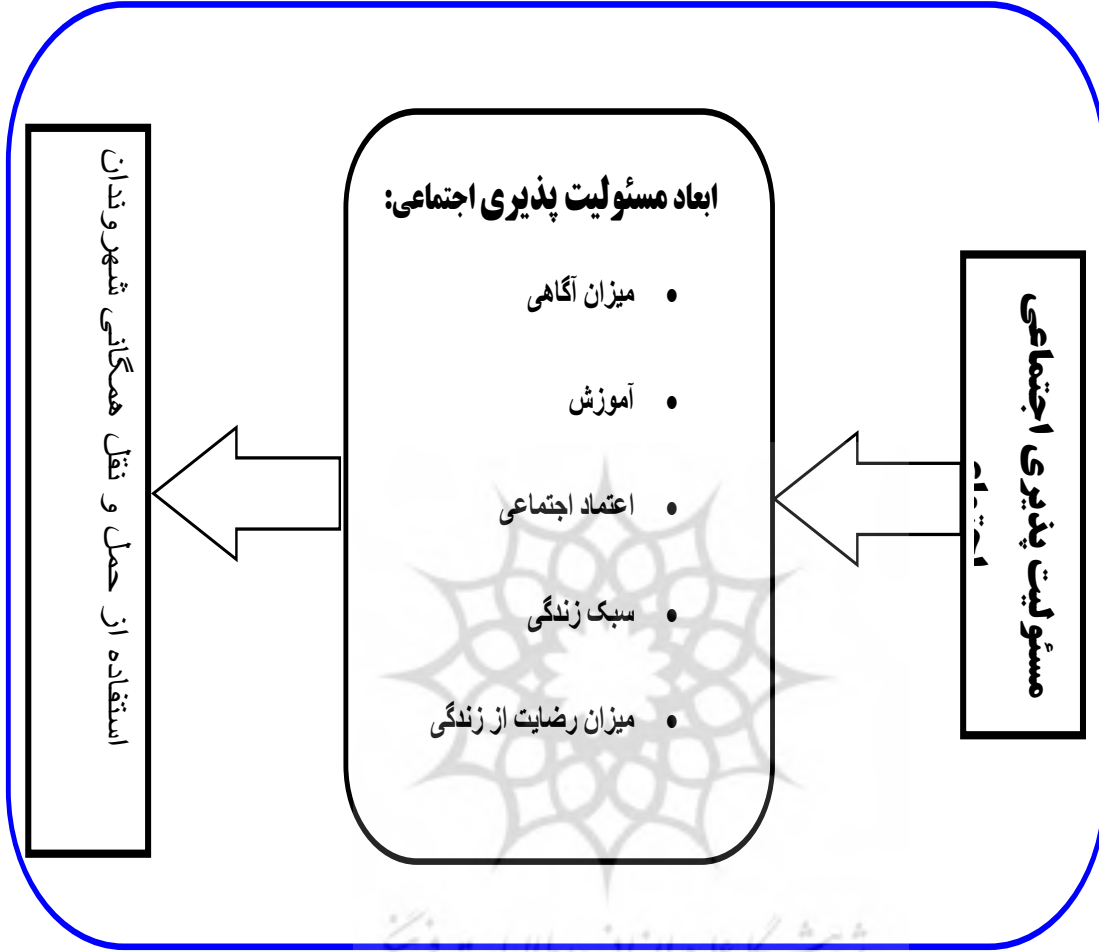 مسئولیت پذیری اجتماعی
ابعاد مسئولیت پذیری اجتماعی:
• میزان آگاهی
• آموزش
• اعتماد اجتماعی
• سبک زندگی
• میزان رضایت از زندگی
استفاده از حمل و نقل همگانی شهروندان